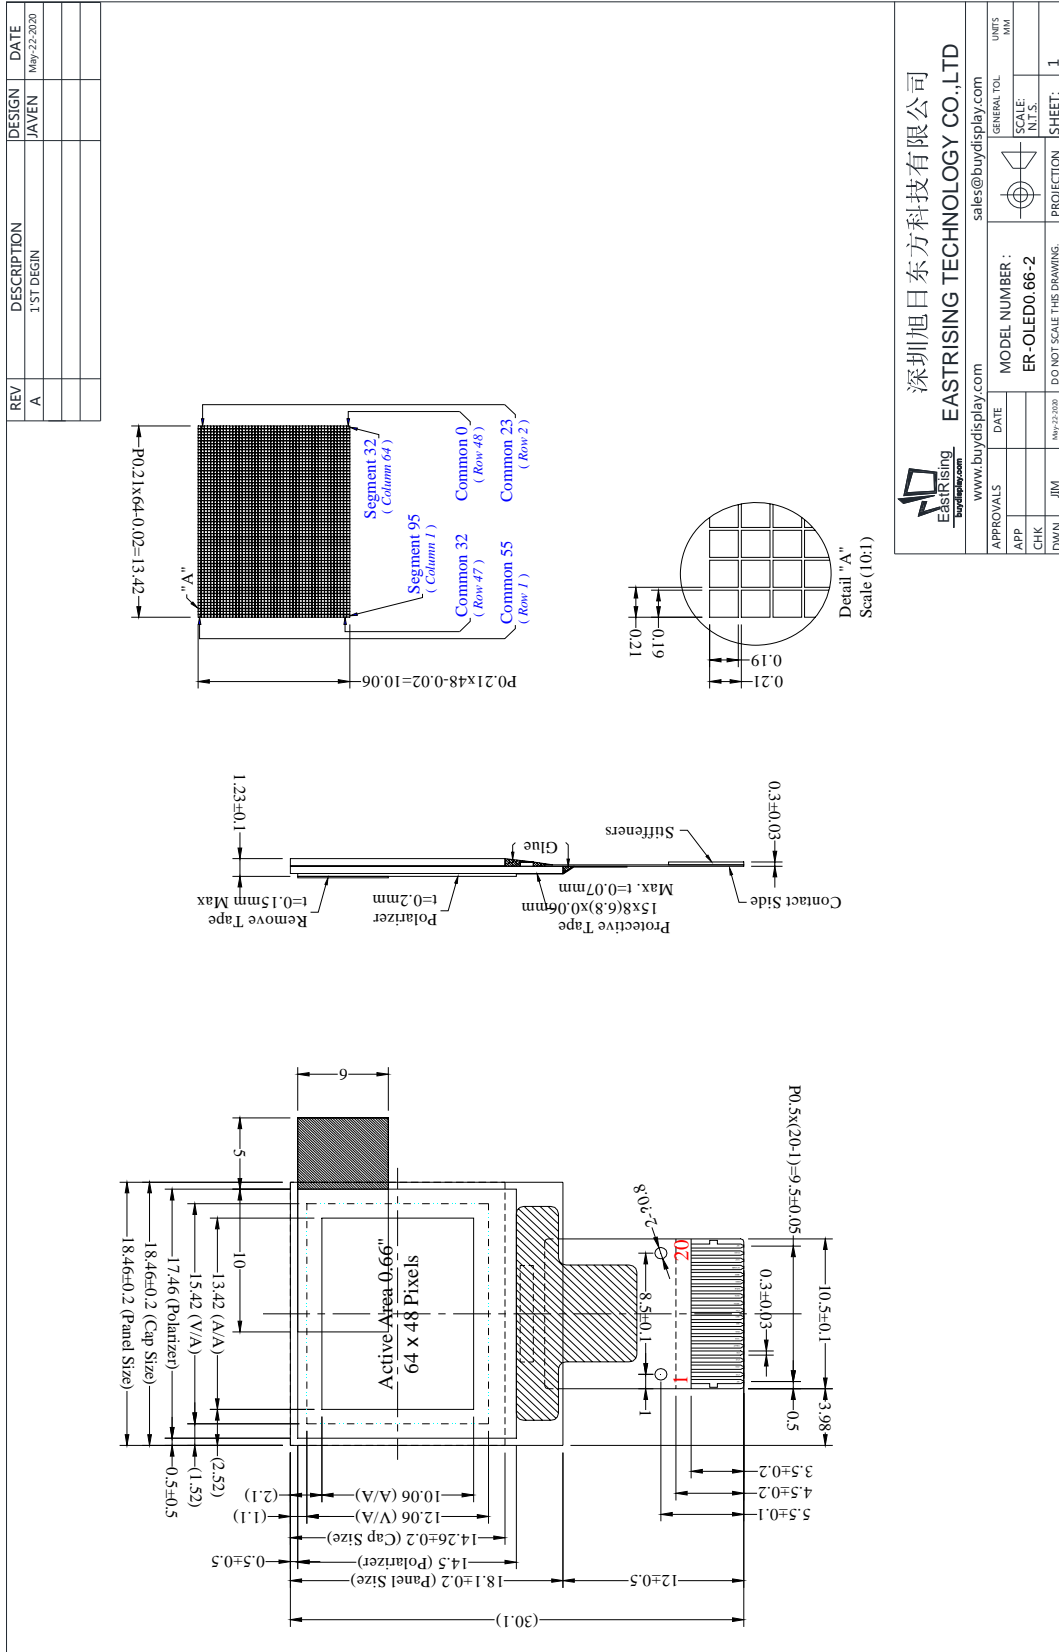 REV
DESCRIPTION
DESIGN
DATE
A
1'ST DEGIN
JAVEN
May-22-2020
P0.21x64-0.02=13.42
"A"
Segment 32
( Column 64 )
Segment 95
( Column 1 )
Common 0
( Row 48 )
Common 32
( Row 47 )
Common 23
( Row 2 )
Common 55
( Row 1 )
P0.21x48-0.02=10.06
0.21
0.19
0.19
0.21
Detail "A"
Scale (10:1)
1.23±0.1
Remove Tape
t=0.15mm Max
Polarizer
t=0.2mm
Glue
Protective Tape
15x8(6.8)x0.06mm
Max. t=0.07mm
Stiffeners
0.3±0.03
Contact Side
6
5
10
Active Area 0.66"
64 x 48 Pixels
13.42 (A/A)
15.42 (V/A)
17.46 (Polarizer)
18.46±0.2 (Cap Size)
18.46±0.2 (Panel Size)
(2.52)
(1.52)
0.5±0.5
(2.1)
10.06 (A/A)
(1.1)
12.06 (V/A)
14.26±0.2 (Cap Size)
0.5±0.5
14.5 (Polarizer)
18.1±0.2 (Panel Size)
12±0.5
(30.1)
8.5±0.1
1
20
1
P0.5x(20-1)=9.5±0.05
0.3±0.03
10.5±0.1
0.5
3.98
3.5±0.2
4.5±0.2
5.5±0.1
深圳旭日东方科技有限公司
EastRising
buydisplay.com
EASTRISING TECHNOLOGY CO.,LTD
www.buydisplay.com
sales@buydisplay.com
APPROVALS
DATE
MODEL NUMBER :
ER-OLED0.66-2
GENERAL TOL
UNITS
MM
APP
SCALE:
N.T.S.
CHK
DWN
JIM
May-22-2020
DO NOT SCALE THIS DRAWING.
PROJECTION
SHEET:
1